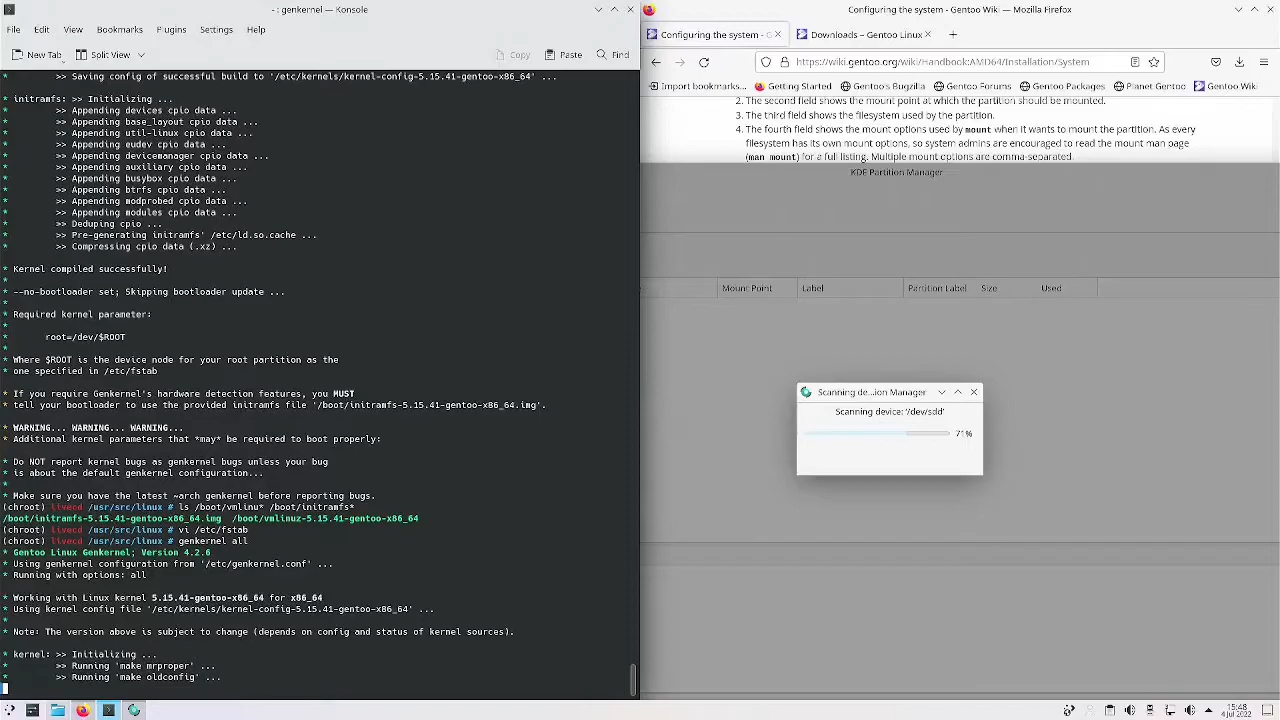 - : genkernel — Konsole
File Edit View Bookmarks Plugins Settings Help
New Tab Split View Copy Paste Find
* >> Saving config of successful build to '/etc/kernels/kernel-config-5.15.41-gentoo-x86_64' ...
*
* initramfs: >> Initializing ...
* >> Appending devices cpio data ...
* >> Appending base_layout cpio data ...
* >> Appending util-linux cpio data ...
* >> Appending eudev cpio data ...
* >> Appending devicemanager cpio data ...
* >> Appending auxiliary cpio data ...
* >> Appending busybox cpio data ...
* >> Appending btrfs cpio data ...
* >> Appending modprobed cpio data ...
* >> Appending modules cpio data ...
* >> Deduping cpio ...
* >> Pre-generating initramfs' /etc/ld.so.cache ...
* >> Compressing cpio data (.xz) ...
*
* Kernel compiled successfully!
*
* --no-bootloader set; Skipping bootloader update ...
*
* Required kernel parameter:
*
* root=/dev/$ROOT
*
* Where $ROOT is the device node for your root partition as the
* one specified in /etc/fstab
*
* If you require Genkernel's hardware detection features, you MUST
* tell your bootloader to use the provided initramfs file '/boot/initramfs-5.15.41-gentoo-x86_64.img'.
*
* WARNING... WARNING... WARNING...
* Additional kernel parameters that *may* be required to boot properly:
*
* Do NOT report kernel bugs as genkernel bugs unless your bug
* is about the default genkernel configuration...
*
* Make sure you have the latest ~arch genkernel before reporting bugs.
(chroot) livecd /usr/src/linux # ls /boot/vmlinu* /boot/initramfs*
/boot/initramfs-5.15.41-gentoo-x86_64.img /boot/vmlinuz-5.15.41-gentoo-x86_64
(chroot) livecd /usr/src/linux # vi /etc/fstab
(chroot) livecd /usr/src/linux # genkernel all
* Gentoo Linux Genkernel; Version 4.2.6
* Using genkernel configuration from '/etc/genkernel.conf' ...
* Running with options: all
*
* Working with Linux kernel 5.15.41-gentoo-x86_64 for x86_64
* Using kernel config file '/etc/kernels/kernel-config-5.15.41-gentoo-x86_64' ...
*
* Note: The version above is subject to change (depends on config and status of kernel sources).
*
* kernel: >> Initializing ...
* >> Running 'make mrproper' ...
* >> Running 'make oldconfig' ...
Configuring the system - Gentoo Wiki — Mozilla Firefox
Configuring the system - G Downloads – Gentoo Linux
https://wiki.gentoo.org/wiki/Handbook:AMD64/Installation/System
Import bookmarks... Getting Started Gentoo's Bugzilla Gentoo Forums Gentoo Packages Planet Gentoo Gentoo Wiki
2. The second field shows the mount point at which the partition should be mounted.
3. The third field shows the filesystem used by the partition.
4. The fourth field shows the mount options used by mount when it wants to mount the partition. As every
filesystem has its own mount options, so system admins are encouraged to read the mount man page
(man mount) for a full listing. Multiple mount options are comma-separated.
KDE Partition Manager
Mount Point Label Partition Label Size Used
Scanning de...ion Manager
Scanning device: '/dev/sdd'
71%
15:48
4 Jul 2022